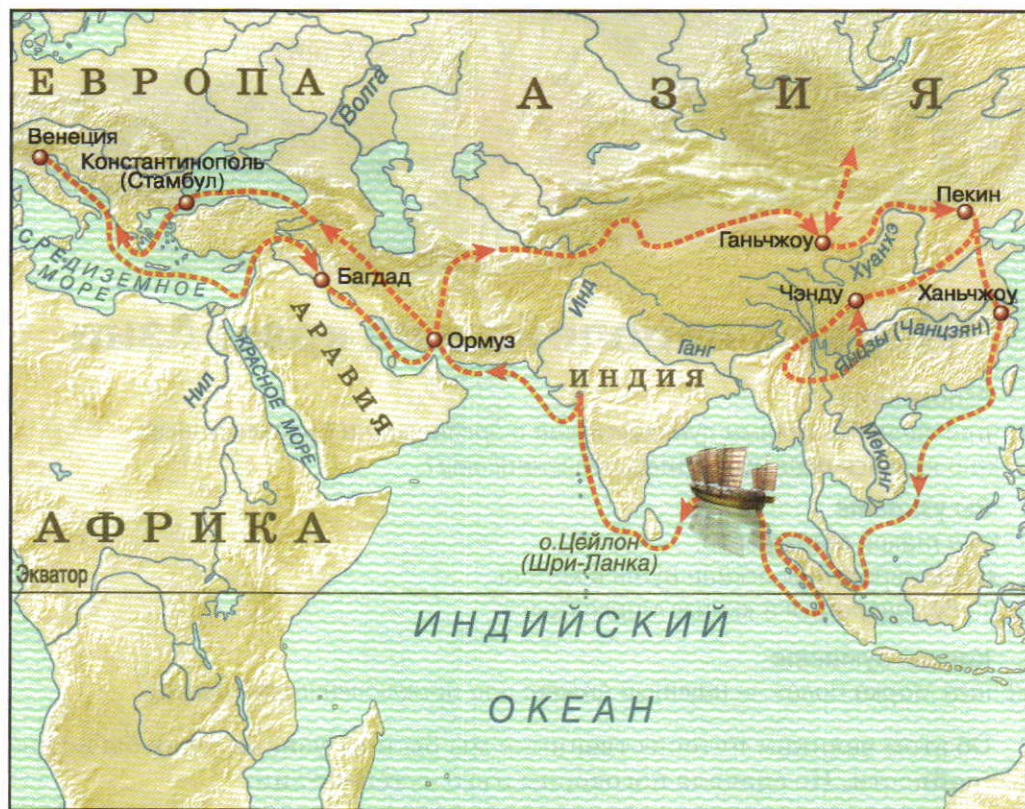 ЕВРОПА
АЗИЯ
Волга
Венеция
Константинополь
(Стамбул)
СРЕДИЗЕМНОЕ
МОРЕ
Багдад
АРАВИЯ
Ормуз
Нил
КРАСНОЕ МОРЕ
Инд
Ганг
ИНДИЯ
Ганьчжоу
Пекин
Хуанхэ
Чэнду
Ханьчжоу
Янцзы (Чанцзян)
Меконг
АФРИКА
Экватор
о.Цейлон
(Шри-Ланка)
ИНДИЙСКИЙ
ОКЕАН